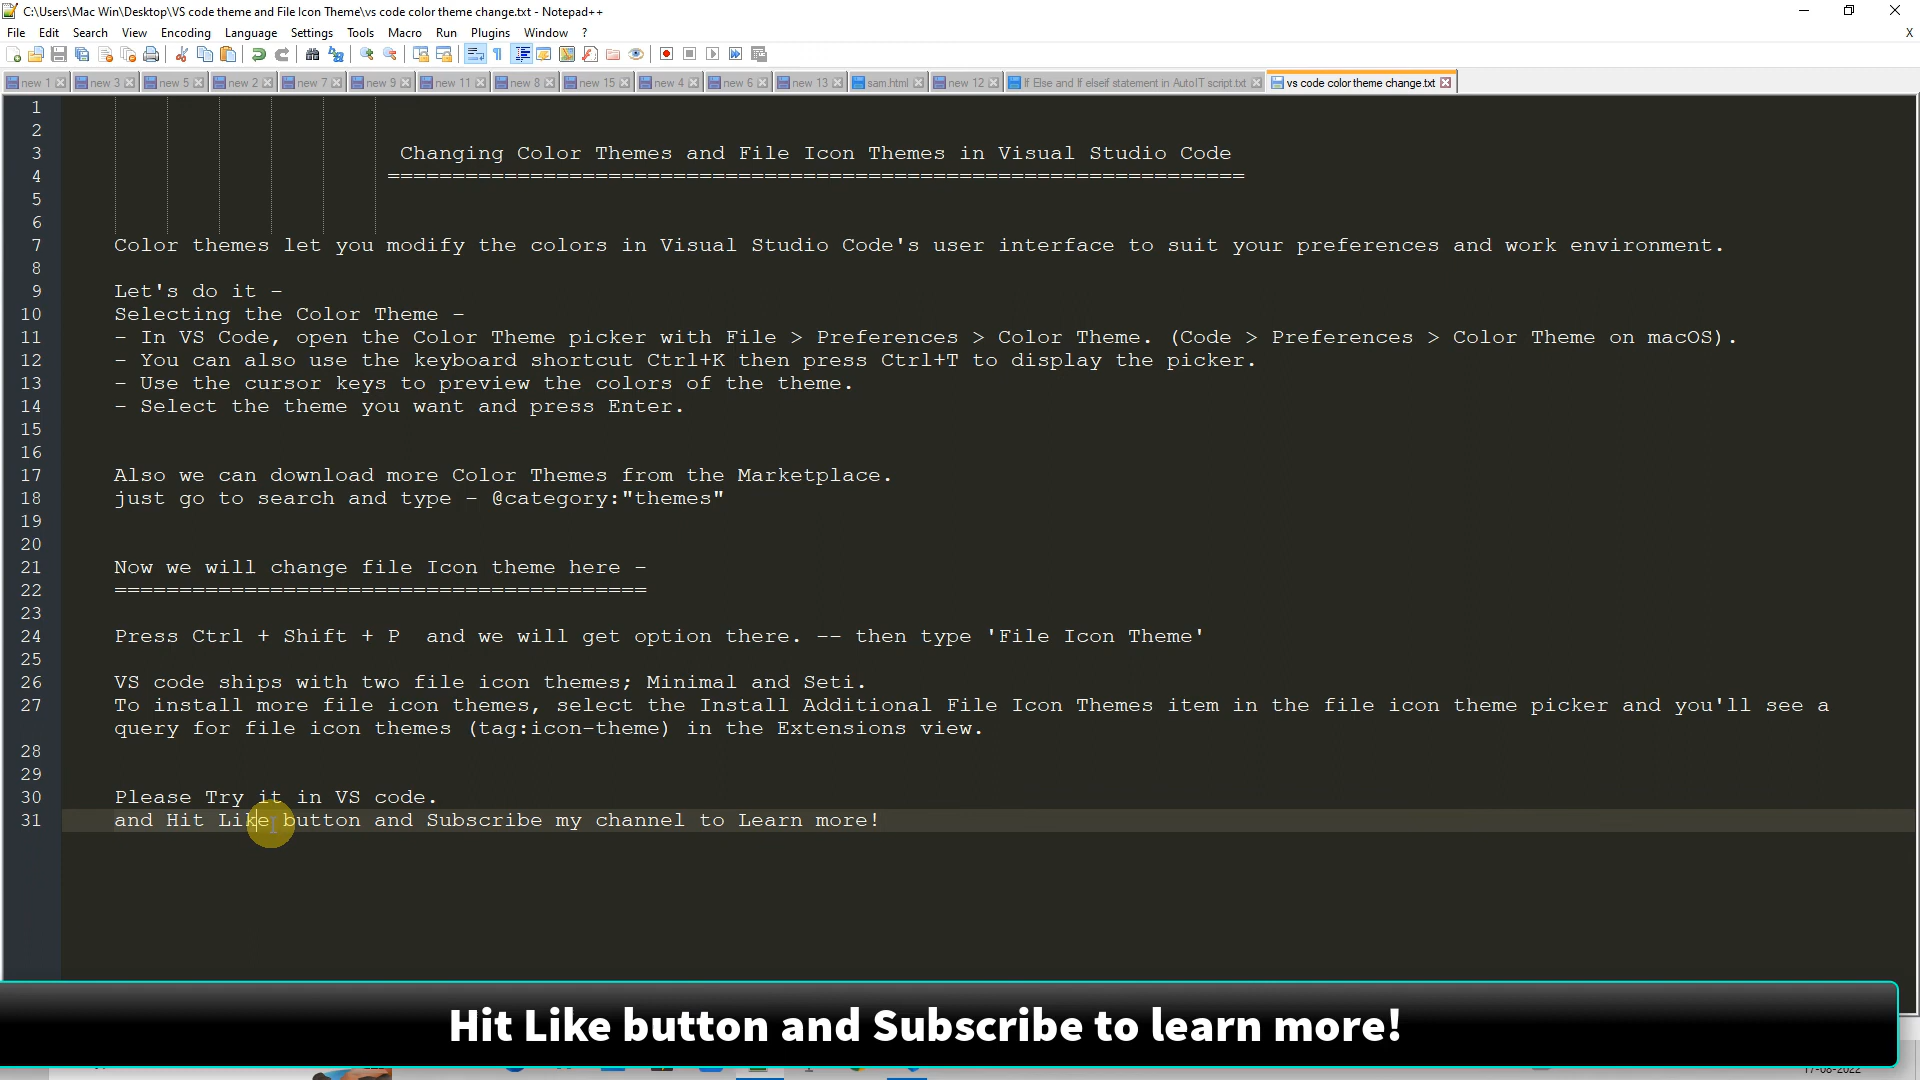 C:\Users\Mac Win\Desktop\VS code theme and File Icon Theme\vs code color theme change.txt - Notepad++
File Edit Search View Encoding Language Settings Tools Macro Run Plugins Window ? X
new 1 new 3 new 5 new 2 new 7 new 9 new 11 new 8 new 15 new 4 new 6 new 13 sam.html new 12 If Else and If elseif statement in AutoIT script.txt vs code color theme change.txt
1
2
3 Changing Color Themes and File Icon Themes in Visual Studio Code
4 ==================================================================
5
6
7 Color themes let you modify the colors in Visual Studio Code's user interface to suit your preferences and work environment.
8
9 Let's do it -
10 Selecting the Color Theme -
11 - In VS Code, open the Color Theme picker with File > Preferences > Color Theme. (Code > Preferences > Color Theme on macOS).
12 - You can also use the keyboard shortcut Ctrl+K then press Ctrl+T to display the picker.
13 - Use the cursor keys to preview the colors of the theme.
14 - Select the theme you want and press Enter.
15
16
17 Also we can download more Color Themes from the Marketplace.
18 just go to search and type - @category:"themes"
19
20
21 Now we will change file Icon theme here -
22 =========================================
23
24 Press Ctrl + Shift + P  and we will get option there. -- then type 'File Icon Theme'
25
26 VS code ships with two file icon themes; Minimal and Seti.
27 To install more file icon themes, select the Install Additional File Icon Themes item in the file icon theme picker and you'll see a
query for file icon themes (tag:icon-theme) in the Extensions view.
28
29
30 Please Try it in VS code.
31 and Hit Like button and Subscribe my channel to Learn more!
Hit Like button and Subscribe to learn more!
17-08-2022